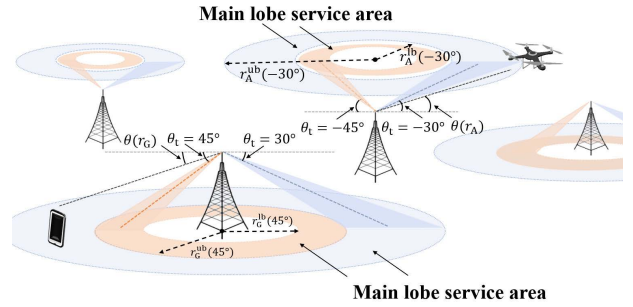 Main lobe service area
r_A^ub(−30°)
r_A^lb(−30°)
θ(r_G)
θ_t = 45°
θ_t = 30°
θ_t = −45°
θ_t = −30°
θ(r_A)
r_G^lb(45°)
r_G^ub(45°)
Main lobe service area